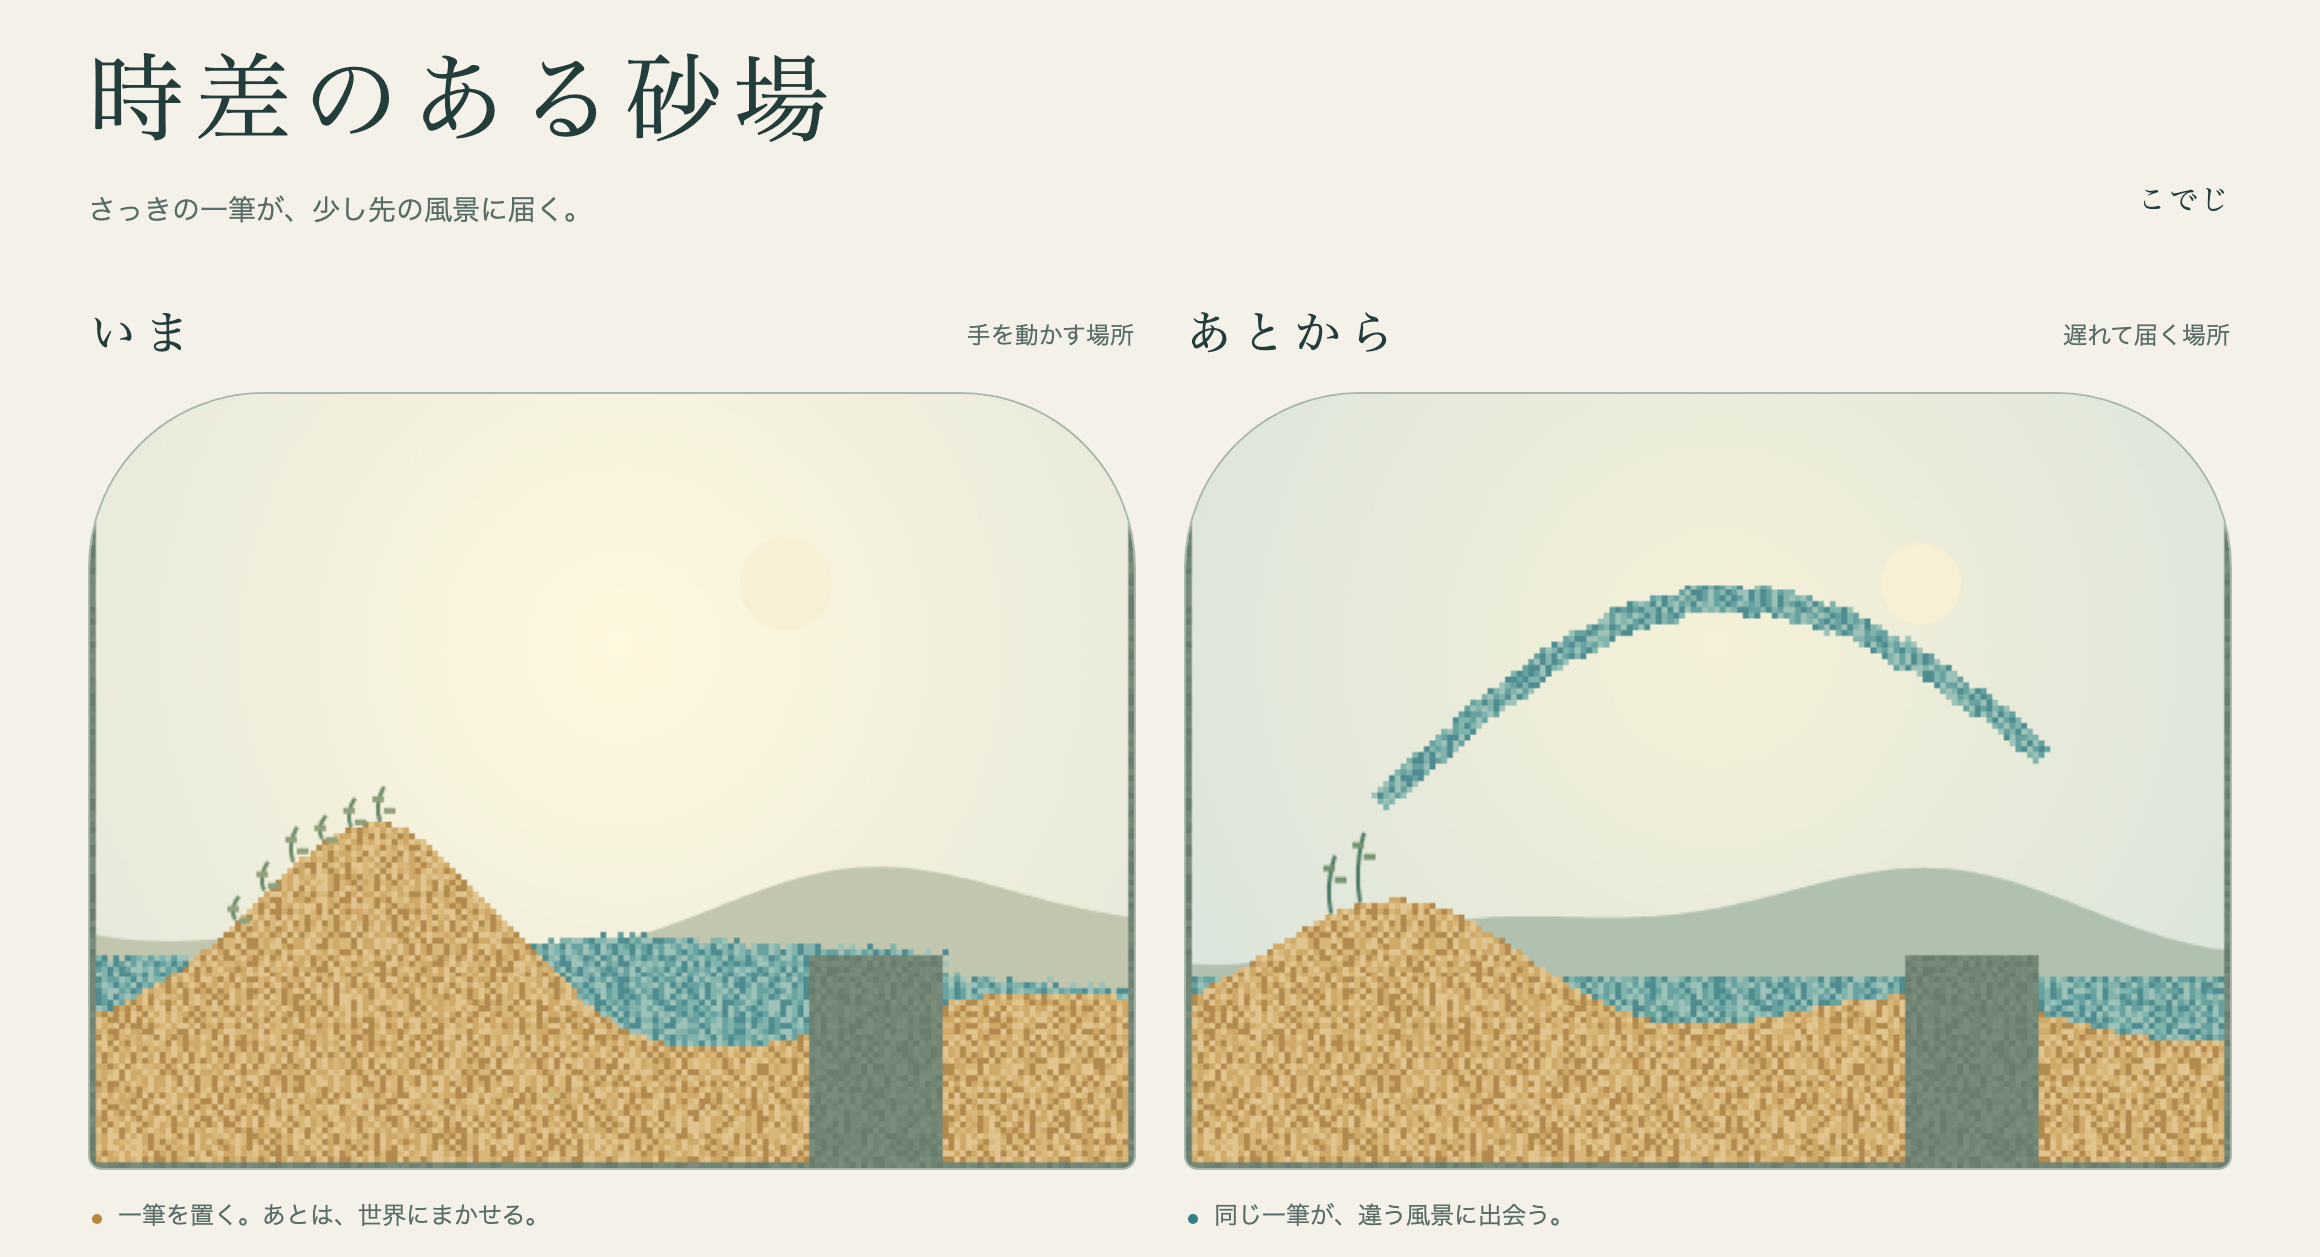 時差のある砂場
さっきの一筆が、少し先の風景に届く。
こでじ
いま
手を動かす場所
あとから
遅れて届く場所
一筆を置く。あとは、世界にまかせる。
同じ一筆が、違う風景に出会う。